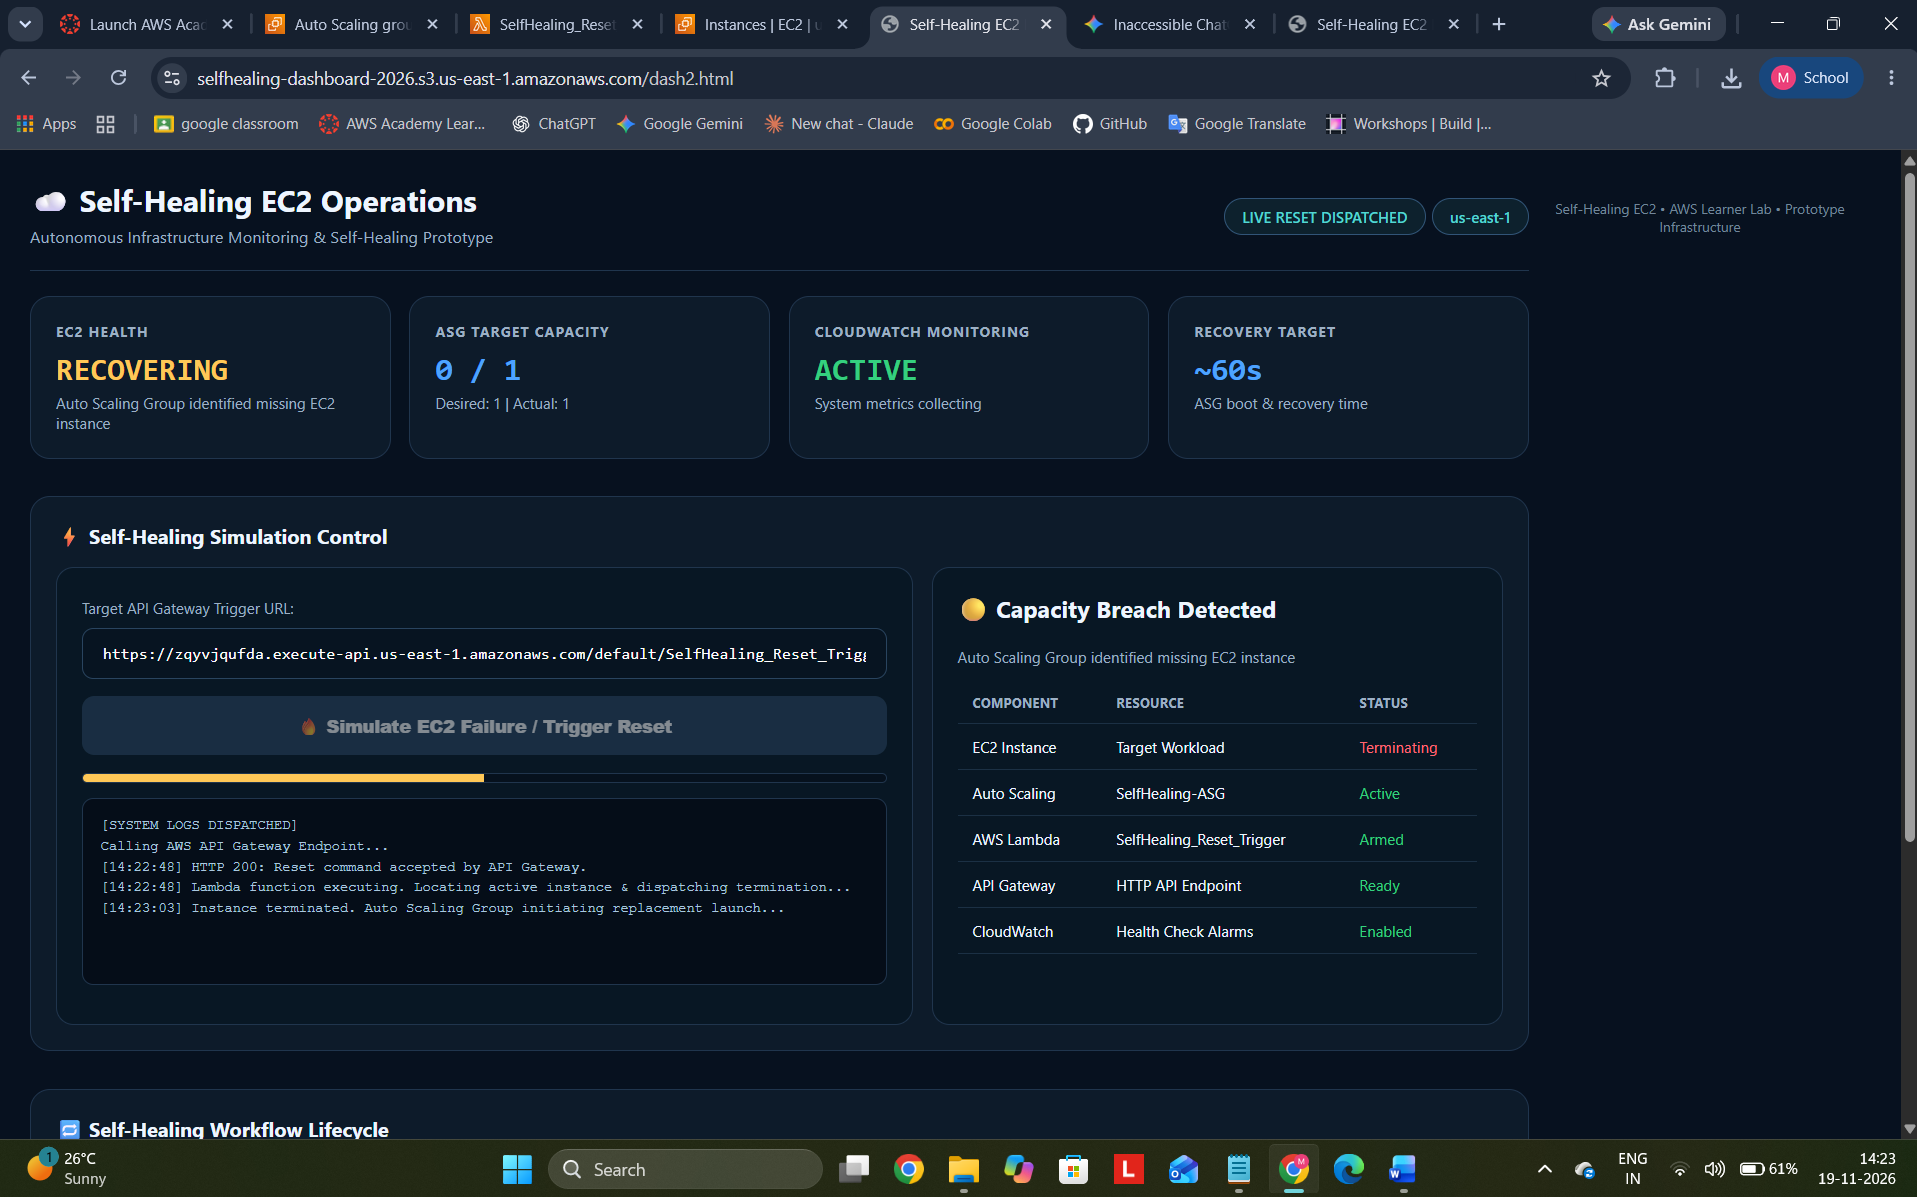 Launch AWS Aca
Auto Scaling grou
SelfHealing_Reset
Instances | EC2 | u
Self-Healing EC2
Inaccessible Chat
Self-Healing EC2
Ask Gemini
selfhealing-dashboard-2026.s3.us-east-1.amazonaws.com/dash2.html
M School
Apps
google classroom
AWS Academy Lear...
ChatGPT
Google Gemini
New chat - Claude
Google Colab
GitHub
Google Translate
Workshops | Build |...
Self-Healing EC2 Operations
Autonomous Infrastructure Monitoring & Self-Healing Prototype
LIVE RESET DISPATCHED
us-east-1
Self-Healing EC2 • AWS Learner Lab • Prototype
Infrastructure
EC2 HEALTH
RECOVERING
Auto Scaling Group identified missing EC2
instance
ASG TARGET CAPACITY
0 / 1
Desired: 1 | Actual: 1
CLOUDWATCH MONITORING
ACTIVE
System metrics collecting
RECOVERY TARGET
~60s
ASG boot & recovery time
Self-Healing Simulation Control
Target API Gateway Trigger URL:
https://zqyvjqufda.execute-api.us-east-1.amazonaws.com/default/SelfHealing_Reset_Trigg
Simulate EC2 Failure / Trigger Reset
[SYSTEM LOGS DISPATCHED]
Calling AWS API Gateway Endpoint...
[14:22:48] HTTP 200: Reset command accepted by API Gateway.
[14:22:48] Lambda function executing. Locating active instance & dispatching termination...
[14:23:03] Instance terminated. Auto Scaling Group initiating replacement launch...
Capacity Breach Detected
Auto Scaling Group identified missing EC2 instance
COMPONENT RESOURCE STATUS
EC2 Instance Target Workload Terminating
Auto Scaling SelfHealing-ASG Active
AWS Lambda SelfHealing_Reset_Trigger Armed
API Gateway HTTP API Endpoint Ready
CloudWatch Health Check Alarms Enabled
Self-Healing Workflow Lifecycle
1
26°C
Sunny
Search
L
ENG
IN
61%
14:23
19-11-2026